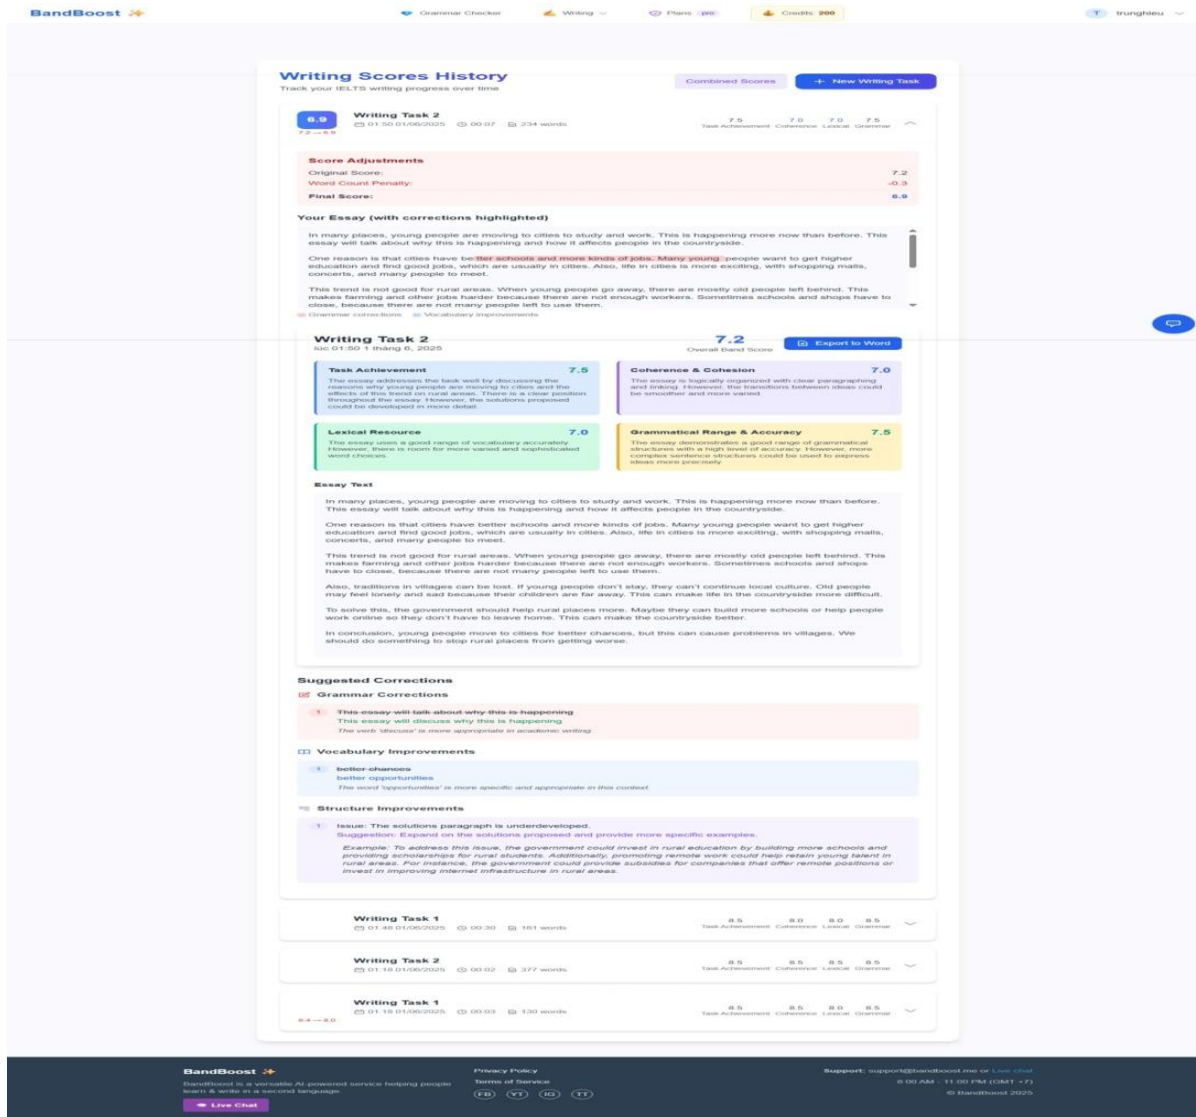 BandBoost
Grammar Checker
Writing
Plans pro
Credits: 200
T trunghieu
Writing Scores History
Track your IELTS writing progress over time
Combined Scores
+ New Writing Task
6.9
7.2 → 6.9
Writing Task 2
01:50 01/06/2025 00:07 234 words
7.5 7.0 7.0 7.5
Task Achievement Coherence Lexical Grammar
Score Adjustments
Original Score: 7.2
Word Count Penalty: -0.3
Final Score: 6.9
Your Essay (with corrections highlighted)
In many places, young people are moving to cities to study and work. This is happening more now than before. This
essay will talk about why this is happening and how it affects people in the countryside.
One reason is that cities have better schools and more kinds of jobs. Many young people want to get higher
education and find good jobs, which are usually in cities. Also, life in cities is more exciting, with shopping malls,
concerts, and many people to meet.
This trend is not good for rural areas. When young people go away, there are mostly old people left behind. This
makes farming and other jobs harder because there are not enough workers. Sometimes schools and shops have to
close, because there are not many people left to use them.
Grammar corrections Vocabulary improvements
Writing Task 2
lúc 01:50 1 tháng 6, 2025
7.2
Overall Band Score
Export to Word
Task Achievement 7.5
The essay addresses the task well by discussing the
reasons why young people are moving to cities and the
effects of this trend on rural areas. There is a clear position
throughout the essay. However, the solutions proposed
could be developed in more detail.
Coherence & Cohesion 7.0
The essay is logically organized with clear paragraphing
and linking. However, the transitions between ideas could
be smoother and more varied.
Lexical Resource 7.0
The essay uses a good range of vocabulary accurately.
However, there is room for more varied and sophisticated
word choices.
Grammatical Range & Accuracy 7.5
The essay demonstrates a good range of grammatical
structures with a high level of accuracy. However, more
complex sentence structures could be used to express
ideas more precisely.
Essay Text
In many places, young people are moving to cities to study and work. This is happening more now than before.
This essay will talk about why this is happening and how it affects people in the countryside.
One reason is that cities have better schools and more kinds of jobs. Many young people want to get higher
education and find good jobs, which are usually in cities. Also, life in cities is more exciting, with shopping malls,
concerts, and many people to meet.
This trend is not good for rural areas. When young people go away, there are mostly old people left behind. This
makes farming and other jobs harder because there are not enough workers. Sometimes schools and shops
have to close, because there are not many people left to use them.
Also, traditions in villages can be lost. If young people don't stay, they can't continue local culture. Old people
may feel lonely and sad because their children are far away. This can make life in the countryside more difficult.
To solve this, the government should help rural places more. Maybe they can build more schools or help people
work online so they don't have to leave home. This can make the countryside better.
In conclusion, young people move to cities for better chances, but this can cause problems in villages. We
should do something to stop rural places from getting worse.
Suggested Corrections
Grammar Corrections
1 This essay will talk about why this is happening
This essay will discuss why this is happening
The verb 'discuss' is more appropriate in academic writing.
Vocabulary Improvements
1 better chances
better opportunities
The word 'opportunities' is more specific and appropriate in this context.
Structure Improvements
1 Issue: The solutions paragraph is underdeveloped.
Suggestion: Expand on the solutions proposed and provide more specific examples.
Example: To address this issue, the government could invest in rural education by building more schools and
providing scholarships for rural students. Additionally, promoting remote work could help retain young talent in
rural areas. For instance, the government could provide subsidies for companies that offer remote positions or
invest in improving internet infrastructure in rural areas.
Writing Task 1
01:48 01/06/2025 00:30 161 words
8.5 8.0 8.0 8.5
Task Achievement Coherence Lexical Grammar
Writing Task 2
01:18 01/06/2025 00:02 377 words
8.5 8.5 8.5 8.5
Task Achievement Coherence Lexical Grammar
Writing Task 1
01:18 01/06/2025 00:03 130 words
8.4 → 8.0
8.5 8.5 8.0 8.5
Task Achievement Coherence Lexical Grammar
BandBoost
BandBoost is a versatile AI-powered service helping people
learn & write in a second language.
Live Chat
Privacy Policy
Terms of Service
FB YT IG TT
Support: support@bandboost.me or Live chat
8:00 AM - 11:00 PM (GMT +7)
© BandBoost 2025